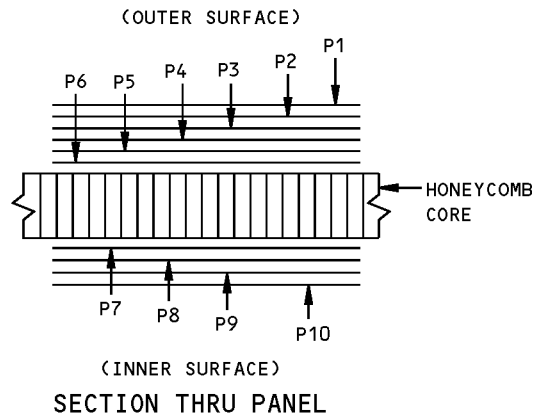 (OUTER SURFACE)
P1
P2
P3
P4
P5
P6
HONEYCOMB
CORE
P7
P8
P9
P10
(INNER SURFACE)
SECTION THRU PANEL